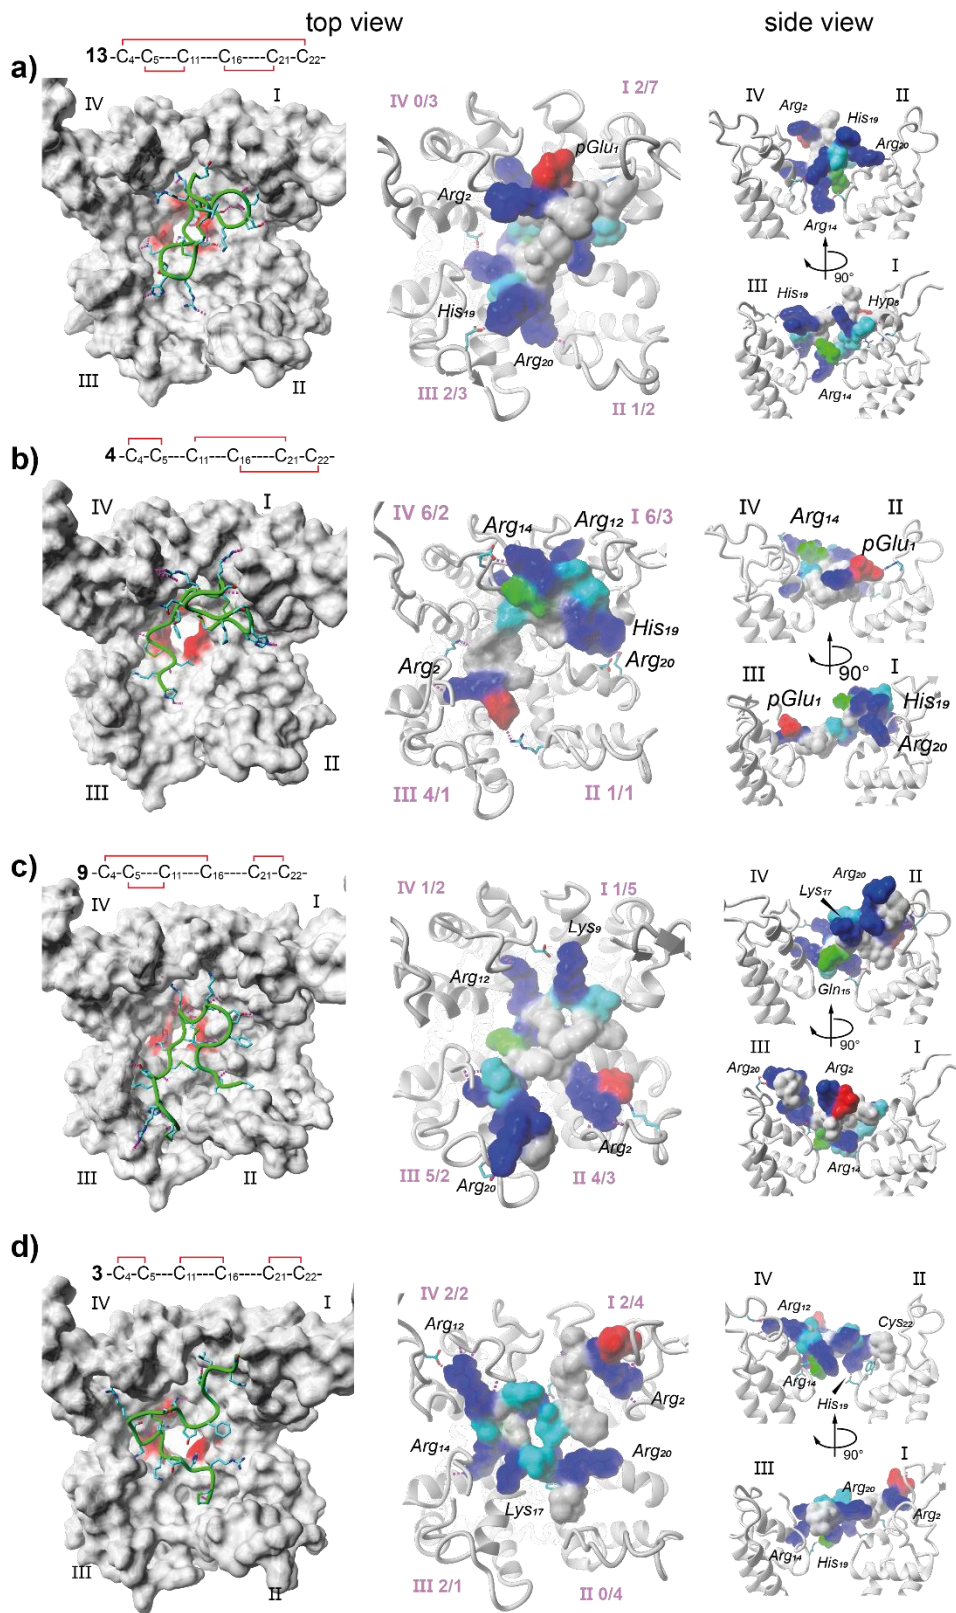 top view
side view
a)
13-C4-C5---C11----C16----C21-C22-
IV
I
III
II
IV 0/3
I 2/7
pGlu1
Arg2
His19
Arg20
III 2/3
II 1/2
IV
II
Arg2
His19
Arg20
Arg14
90°
III
I
His19
Hyp8
Arg14
b)
4-C4-C5---C11----C16----C21-C22-
IV
I
III
II
IV 6/2
I 6/3
Arg14
Arg12
His19
Arg20
Arg2
III 4/1
II 1/1
IV
II
Arg14
pGlu1
90°
III
I
pGlu1
His19
Arg20
c)
9-C4-C5---C11----C16----C21-C22-
IV
I
III
II
IV 1/2
I 1/5
Lys9
Arg12
Arg2
III 5/2
II 4/3
Arg20
IV
II
Arg20
Lys17
Gln15
90°
III
I
Arg20
Arg2
Arg14
d)
3-C4-C5---C11----C16----C21-C22-
IV
I
III
II
IV 2/2
I 2/4
Arg12
Arg2
Arg14
Arg20
Lys17
III 2/1
II 0/4
IV
II
Arg12
Cys22
Arg14
His19
90°
III
I
Arg20
Arg2
Arg14
His19